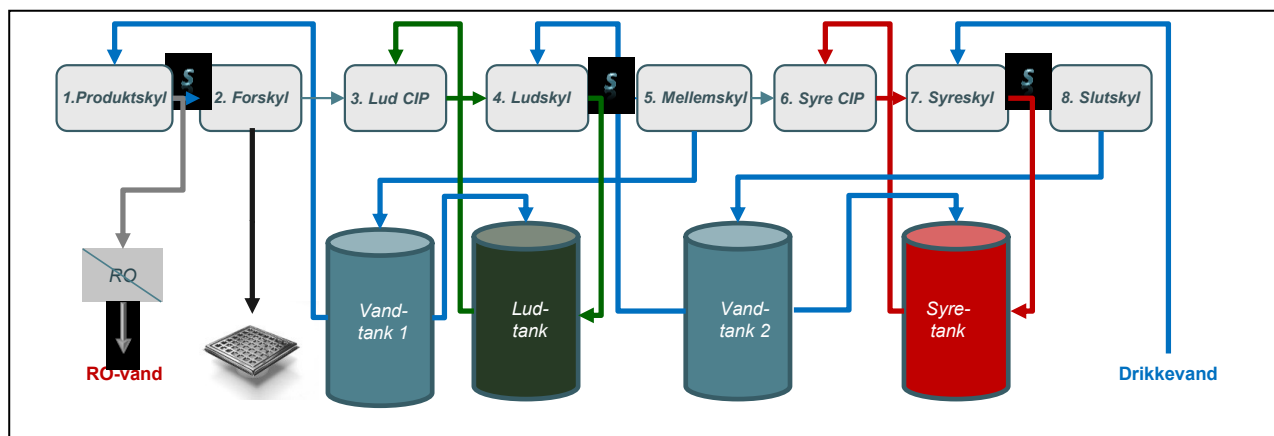 1.Produktskyl
S
2. Forskyl
3. Lud CIP
4. Ludskyl
S
5. Mellemskyl
6. Syre CIP
7. Syreskyl
S
8. Slutskyl
RO
Vand-
tank 1
Lud-
tank
Vand-
tank 2
Syre-
tank
RO-vand
Drikkevand